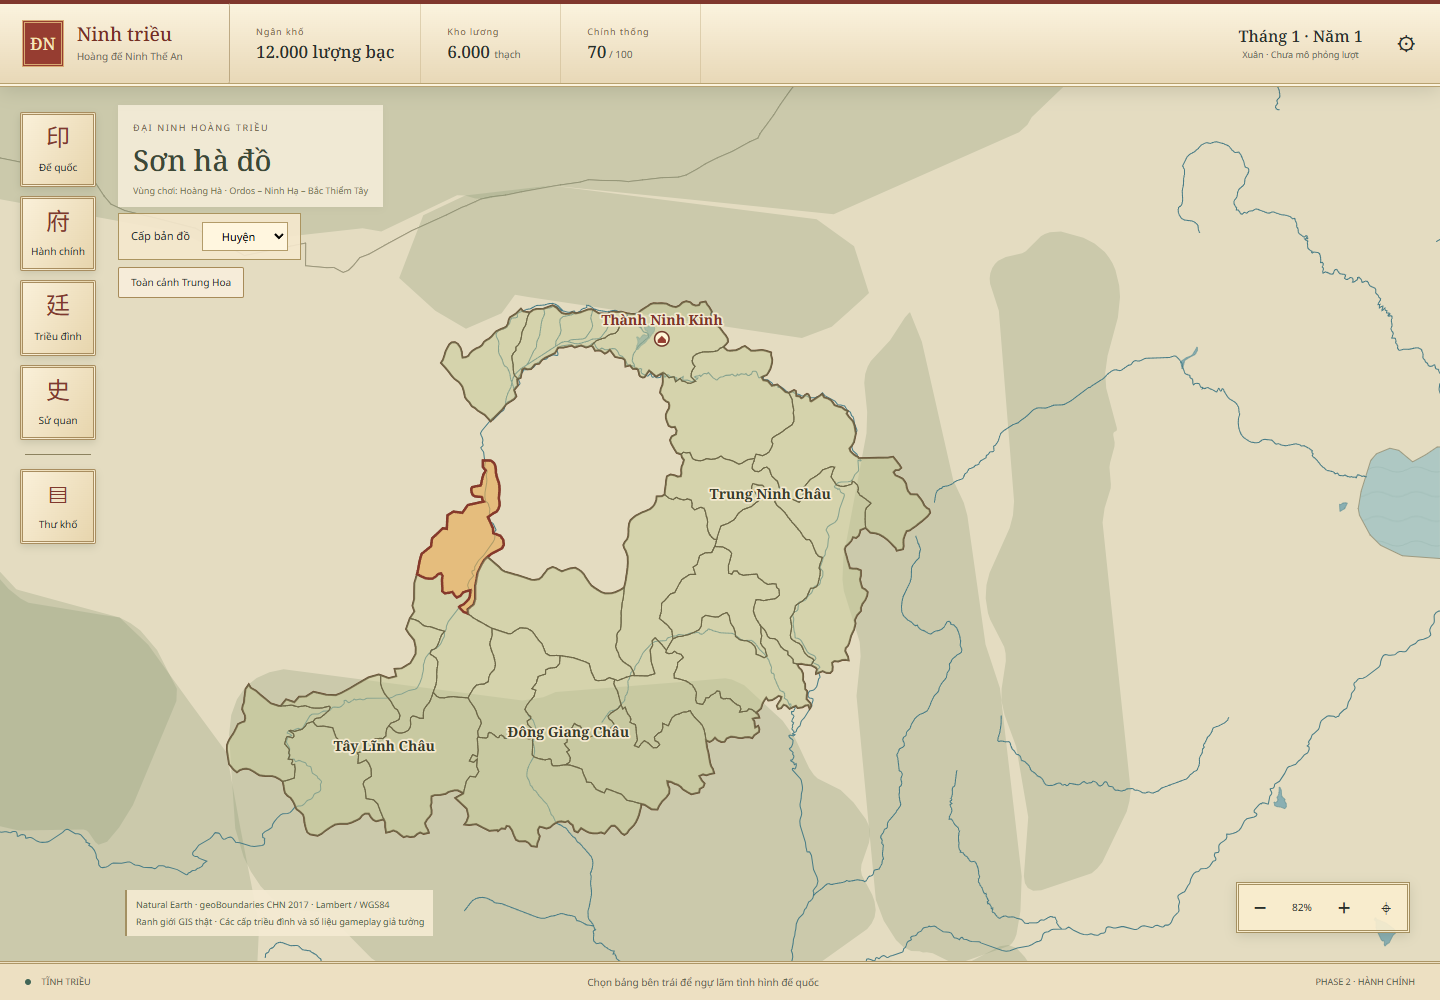 ĐN
Ninh triều
Hoàng đế Ninh Thế An
Ngân khố
12.000 lượng bạc
Kho lương
6.000 thạch
Chính thống
70 / 100
Tháng 1 · Năm 1
Xuân · Chưa mô phỏng lượt
印
Đế quốc
府
Hành chính
廷
Triều đình
史
Sử quan
▤
Thư khố
ĐẠI NINH HOÀNG TRIỀU
Sơn hà đồ
Vùng chơi: Hoàng Hà · Ordos – Ninh Hạ – Bắc Thiểm Tây
Cấp bản đồ
Huyện
Toàn cảnh Trung Hoa
Thành Ninh Kinh
Trung Ninh Châu
Đông Giang Châu
Tây Lĩnh Châu
Natural Earth · geoBoundaries CHN 2017 · Lambert / WGS84
Ranh giới GIS thật · Các cấp triều đình và số liệu gameplay giả tưởng
− 82% + ⌖
TĨNH TRIỀU
Chọn bảng bên trái để ngự lãm tình hình đế quốc
PHASE 2 · HÀNH CHÍNH